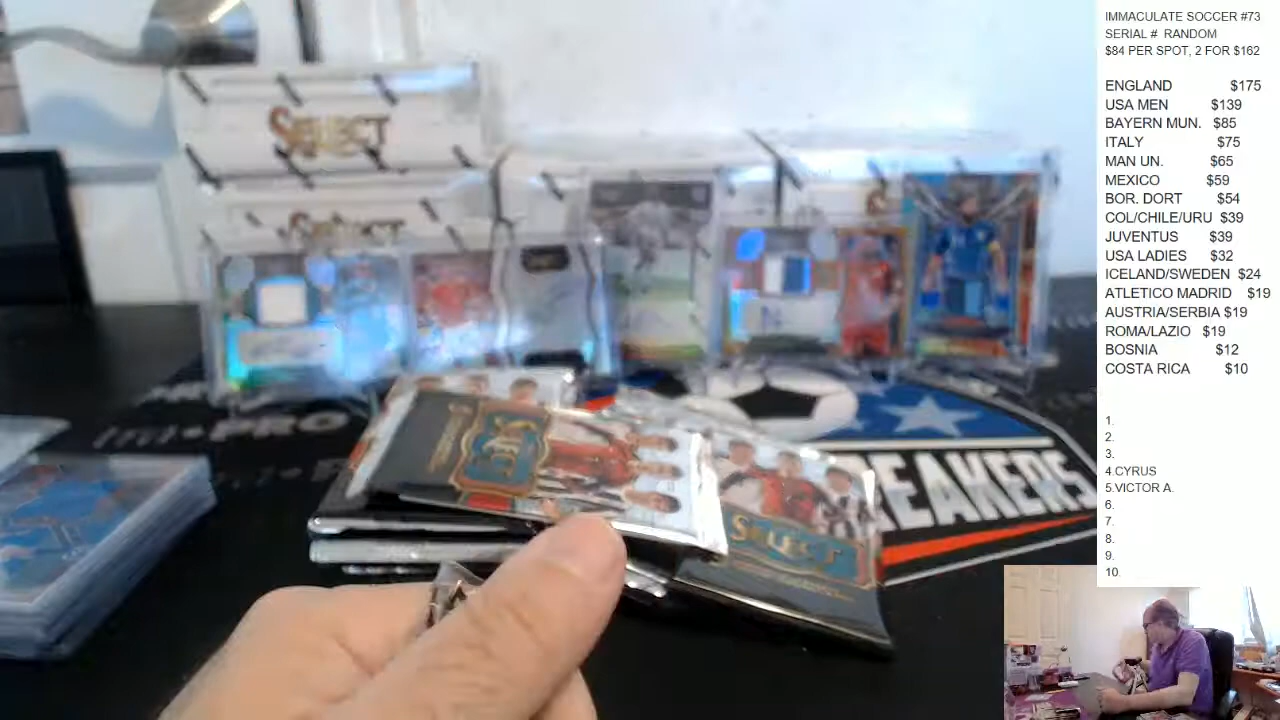 IMMACULATE SOCCER #73
SERIAL # RANDOM
$84 PER SPOT, 2 FOR $162
ENGLAND $175
USA MEN $139
BAYERN MUN. $85
ITALY $75
MAN UN. $65
MEXICO $59
BOR. DORT $54
COL/CHILE/URU $39
JUVENTUS $39
USA LADIES $32
ICELAND/SWEDEN $24
ATLETICO MADRID $19
AUSTRIA/SERBIA $19
ROMA/LAZIO $19
BOSNIA $12
COSTA RICA $10
1.
2.
3.
4.CYRUS
5.VICTOR A.
6.
7.
8.
9.
10.
SELECT
SELECT
SELECT
SELECT
PRO
REAKERS